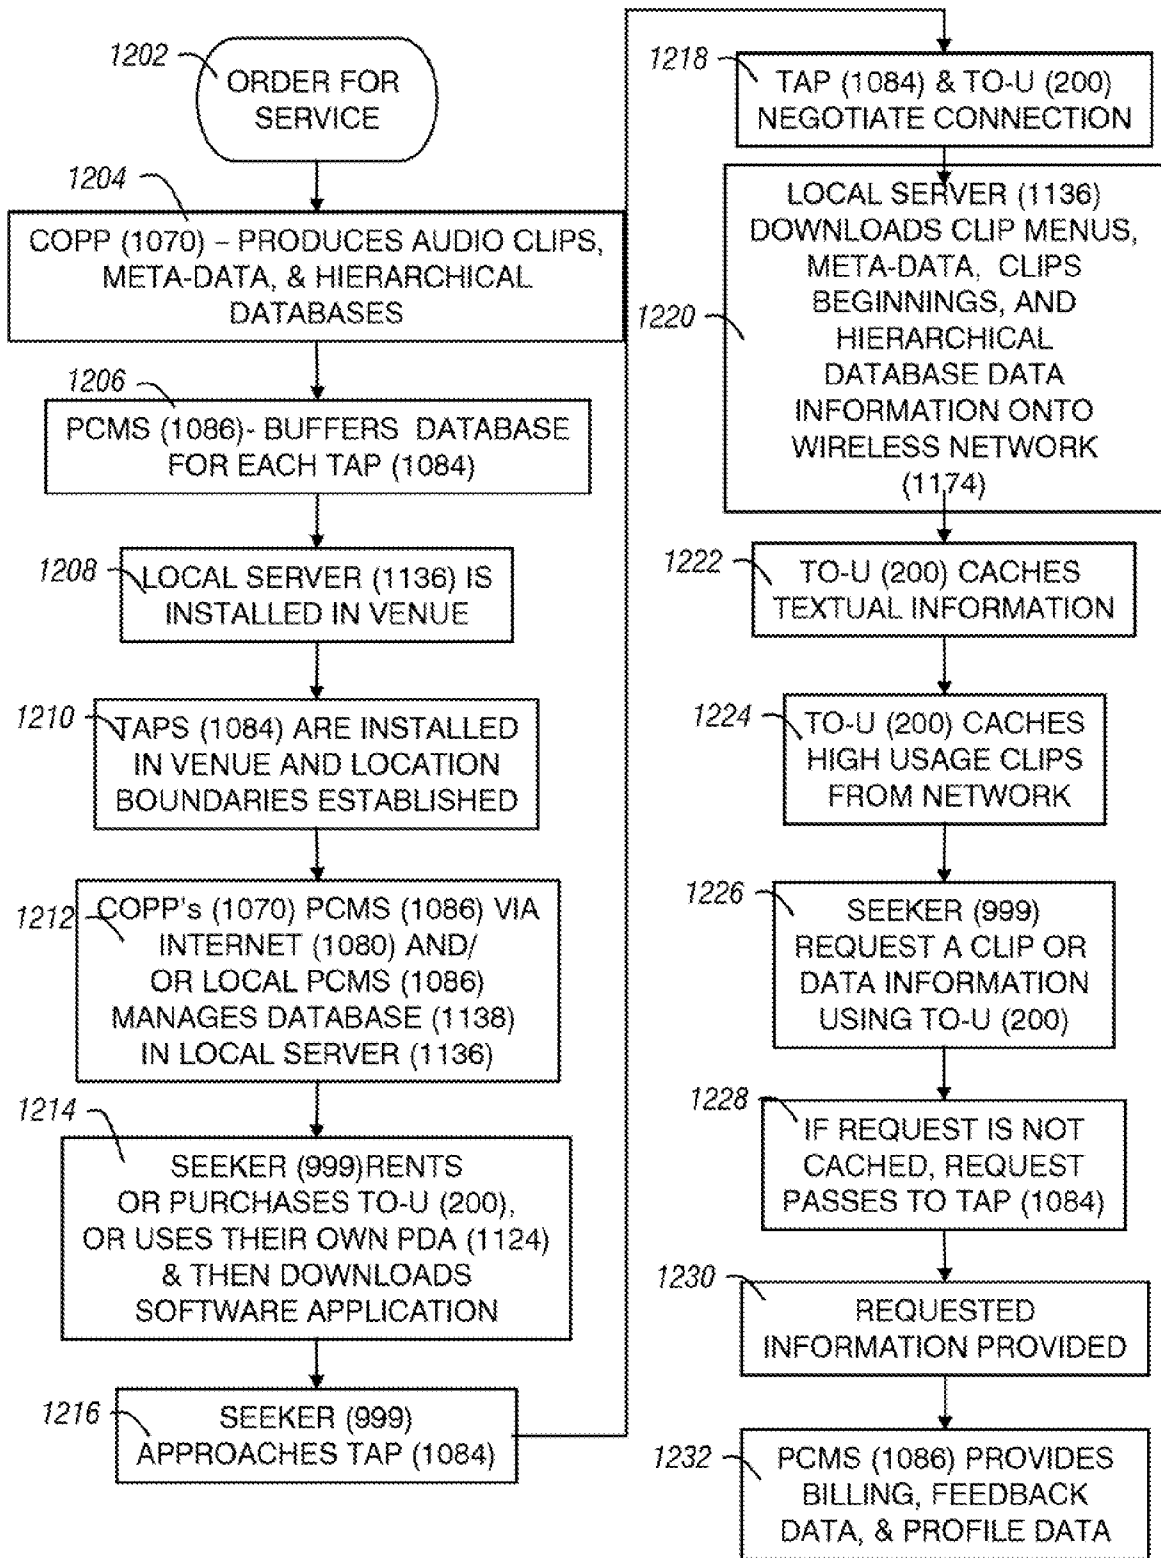 1202
ORDER FOR
SERVICE
1204
COPP (1070) – PRODUCES AUDIO CLIPS,
META-DATA, & HIERARCHICAL
DATABASES
1206
PCMS (1086)- BUFFERS DATABASE
FOR EACH TAP (1084)
1208
LOCAL SERVER (1136) IS
INSTALLED IN VENUE
1210
TAPS (1084) ARE INSTALLED
IN VENUE AND LOCATION
BOUNDARIES ESTABLISHED
1212
COPP's (1070) PCMS (1086) VIA
INTERNET (1080) AND/
OR LOCAL PCMS (1086)
MANAGES DATABASE (1138)
IN LOCAL SERVER (1136)
1214
SEEKER (999)RENTS
OR PURCHASES TO-U (200),
OR USES THEIR OWN PDA (1124)
& THEN DOWNLOADS
SOFTWARE APPLICATION
1216
SEEKER (999)
APPROACHES TAP (1084)
1218
TAP (1084) & TO-U (200)
NEGOTIATE CONNECTION
1220
LOCAL SERVER (1136)
DOWNLOADS CLIP MENUS,
META-DATA, CLIPS
BEGINNINGS, AND
HIERARCHICAL
DATABASE DATA
INFORMATION ONTO
WIRELESS NETWORK
(1174)
1222
TO-U (200) CACHES
TEXTUAL INFORMATION
1224
TO-U (200) CACHES
HIGH USAGE CLIPS
FROM NETWORK
1226
SEEKER (999)
REQUEST A CLIP OR
DATA INFORMATION
USING TO-U (200)
1228
IF REQUEST IS NOT
CACHED, REQUEST
PASSES TO TAP (1084)
1230
REQUESTED
INFORMATION PROVIDED
1232
PCMS (1086) PROVIDES
BILLING, FEEDBACK
DATA, & PROFILE DATA